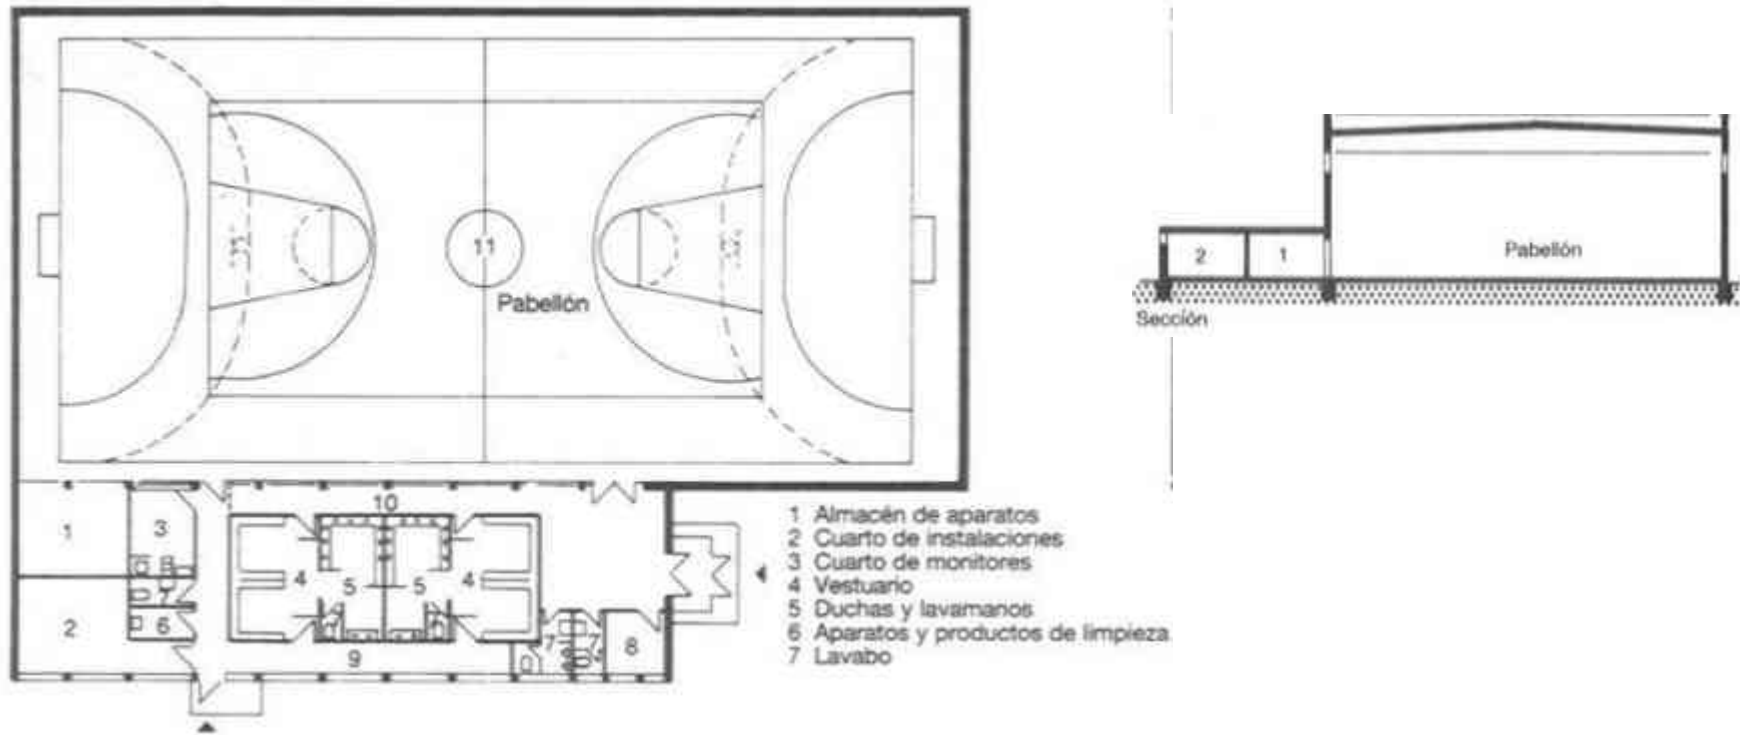 11
Pabellón
1
3
7
2
6
10
4
5
5
4
9
7
7
8
1 Almacén de aparatos
2 Cuarto de instalaciones
3 Cuarto de monitores
4 Vestuario
5 Duchas y lavamanos
6 Aparatos y productos de limpieza
7 Lavabo
2
1
Pabellón
Sección